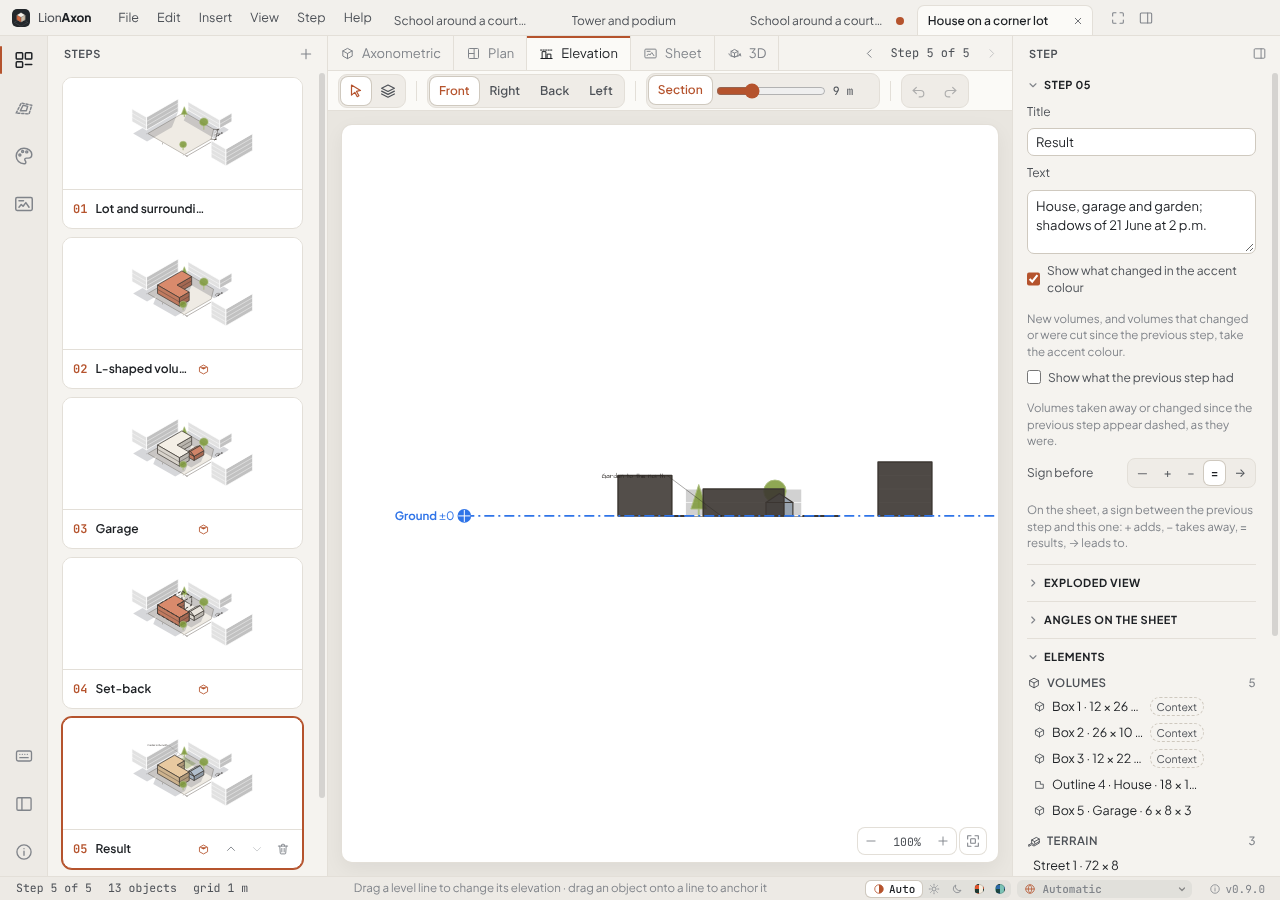 LionAxon
File Edit Insert View Step Help
School around a court…
Tower and podium
School around a court…
House on a corner lot
STEPS
Axonometric
Plan
Elevation
Sheet
3D
Step 5 of 5
STEP
Front Right Back Left
Section
9 m
01 Lot and surroundi…
02 L-shaped volu…
03 Garage
04 Set-back
05 Result
Ground ±0
100%
STEP 05
Title
Result
Text
House, garage and garden;
shadows of 21 June at 2 p.m.
Show what changed in the accent
colour
New volumes, and volumes that changed
or were cut since the previous step, take
the accent colour.
Show what the previous step had
Volumes taken away or changed since the
previous step appear dashed, as they
were.
Sign before
— + − = →
On the sheet, a sign between the previous
step and this one: + adds, − takes away, =
results, → leads to.
EXPLODED VIEW
ANGLES ON THE SHEET
ELEMENTS
VOLUMES 5
Box 1 · 12 × 26 … Context
Box 2 · 26 × 10 … Context
Box 3 · 12 × 22 … Context
Outline 4 · House · 18 × 1…
Box 5 · Garage · 6 × 8 × 3
TERRAIN 3
Street 1 · 72 × 8
Step 5 of 5 13 objects grid 1 m
Drag a level line to change its elevation · drag an object onto a line to anchor it
Auto
Automatic
v0.9.0